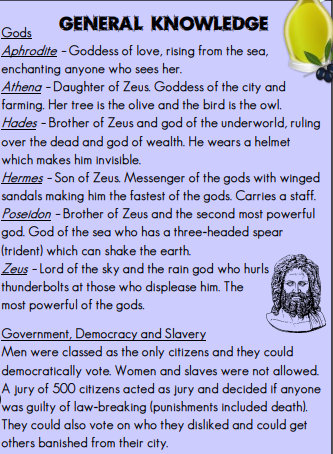 GENERAL KNOWLEDGE
Gods
Aphrodite – Goddess of love, rising from the sea,
enchanting anyone who sees her.
Athena – Daughter of Zeus. Goddess of the city and
farming. Her tree is the olive and the bird is the owl.
Hades – Brother of Zeus and god of the underworld, ruling
over the dead and god of wealth. He wears a helmet
which makes him invisible.
Hermes – Son of Zeus. Messenger of the gods with winged
sandals making him the fastest of the gods. Carries a staff.
Poseidon – Brother of Zeus and the second most powerful
god. God of the sea who has a three-headed spear
(trident) which can shake the earth.
Zeus – Lord of the sky and the rain god who hurls
thunderbolts at those who displease him. The
most powerful of the gods.
Government, Democracy and Slavery
Men were classed as the only citizens and they could
democratically vote. Women and slaves were not allowed.
A jury of 500 citizens acted as jury and decided if anyone
was guilty of law-breaking (punishments included death).
They could also vote on who they disliked and could get
others banished from their city.